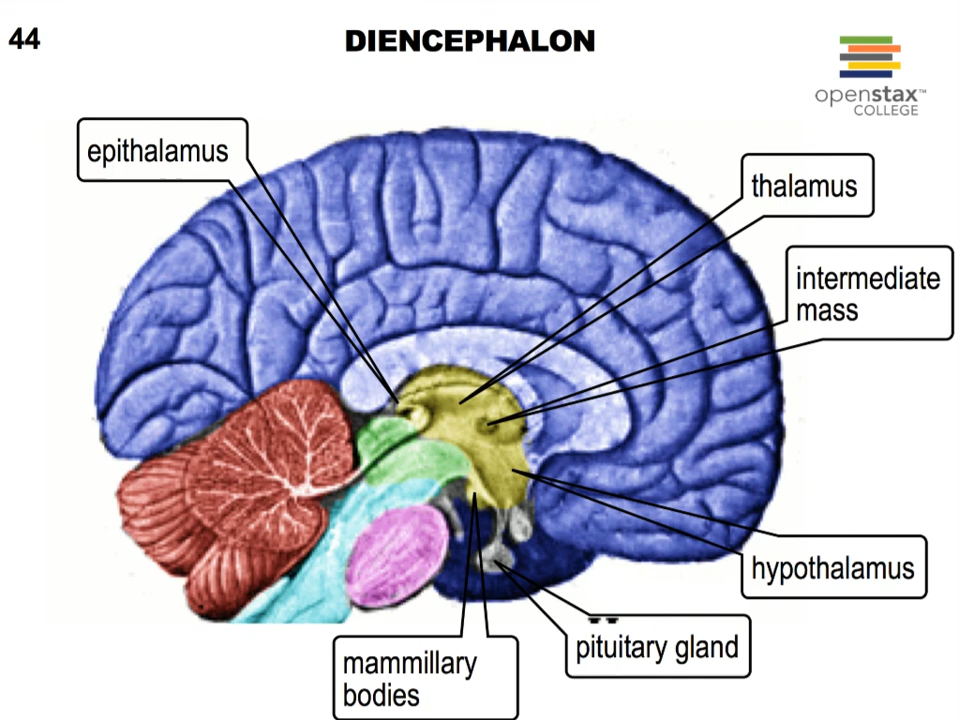 44
DIENCEPHALON
openstax™
COLLEGE
epithalamus
thalamus
intermediate
mass
hypothalamus
pituitary gland
mammillary
bodies